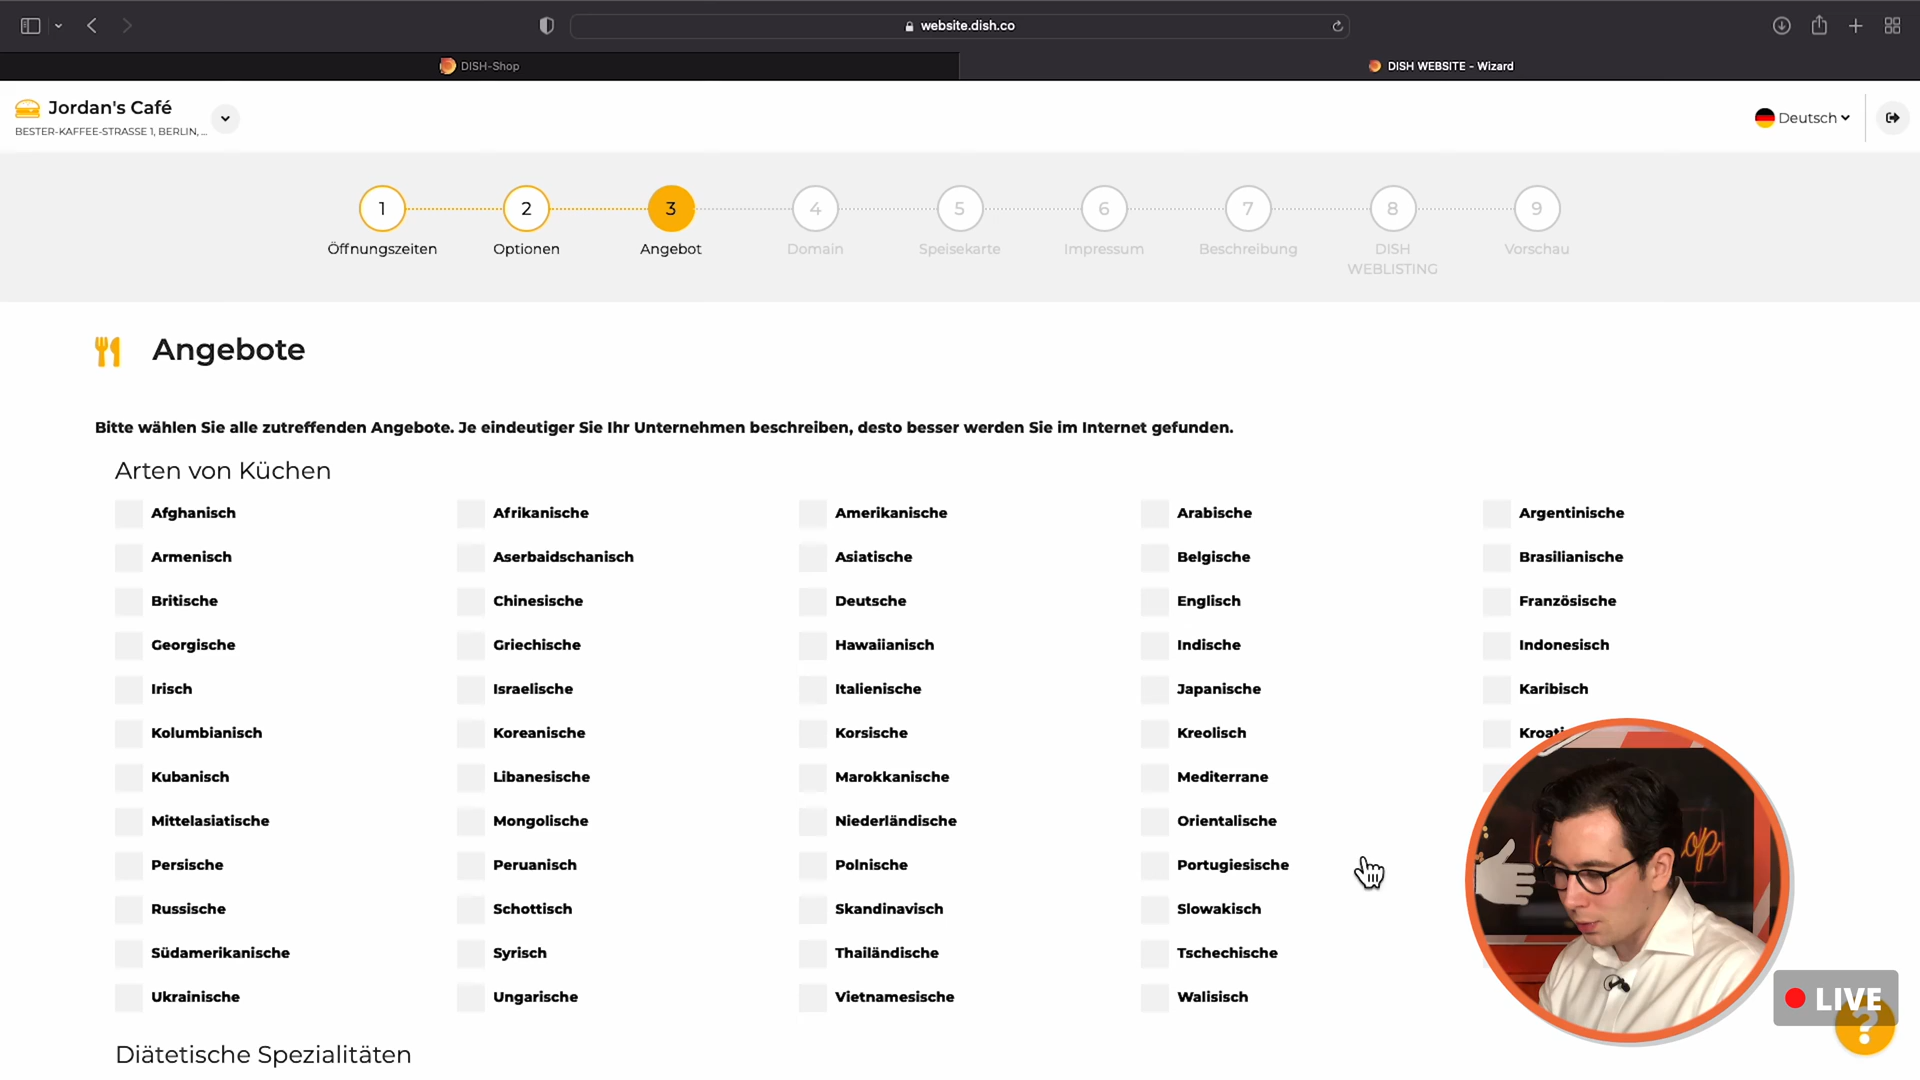 website.dish.co
DISH-Shop
DISH WEBSITE - Wizard
Jordan's Café
BESTER-KAFFEE-STRASSE 1, BERLIN, ...
Deutsch
1 2 3 4 5 6 7 8 9
Öffnungszeiten Optionen Angebot Domain Speisekarte Impressum Beschreibung DISH WEBLISTING Vorschau
Angebote
Bitte wählen Sie alle zutreffenden Angebote. Je eindeutiger Sie Ihr Unternehmen beschreiben, desto besser werden Sie im Internet gefunden.
Arten von Küchen
Afghanisch Afrikanische Amerikanische Arabische Argentinische
Armenisch Aserbaidschanisch Asiatische Belgische Brasilianische
Britische Chinesische Deutsche Englisch Französische
Georgische Griechische Hawaiianisch Indische Indonesisch
Irisch Israelische Italienische Japanische Karibisch
Kolumbianisch Koreanische Korsische Kreolisch
Kubanisch Libanesische Marokkanische Mediterrane
Mittelasiatische Mongolische Niederländische Orientalische
Persische Peruanisch Polnische Portugiesische
Russische Schottisch Skandinavisch Slowakisch
Südamerikanische Syrisch Thailändische Tschechische
Ukrainische Ungarische Vietnamesische Walisisch
LIVE
?
Diätetische Spezialitäten